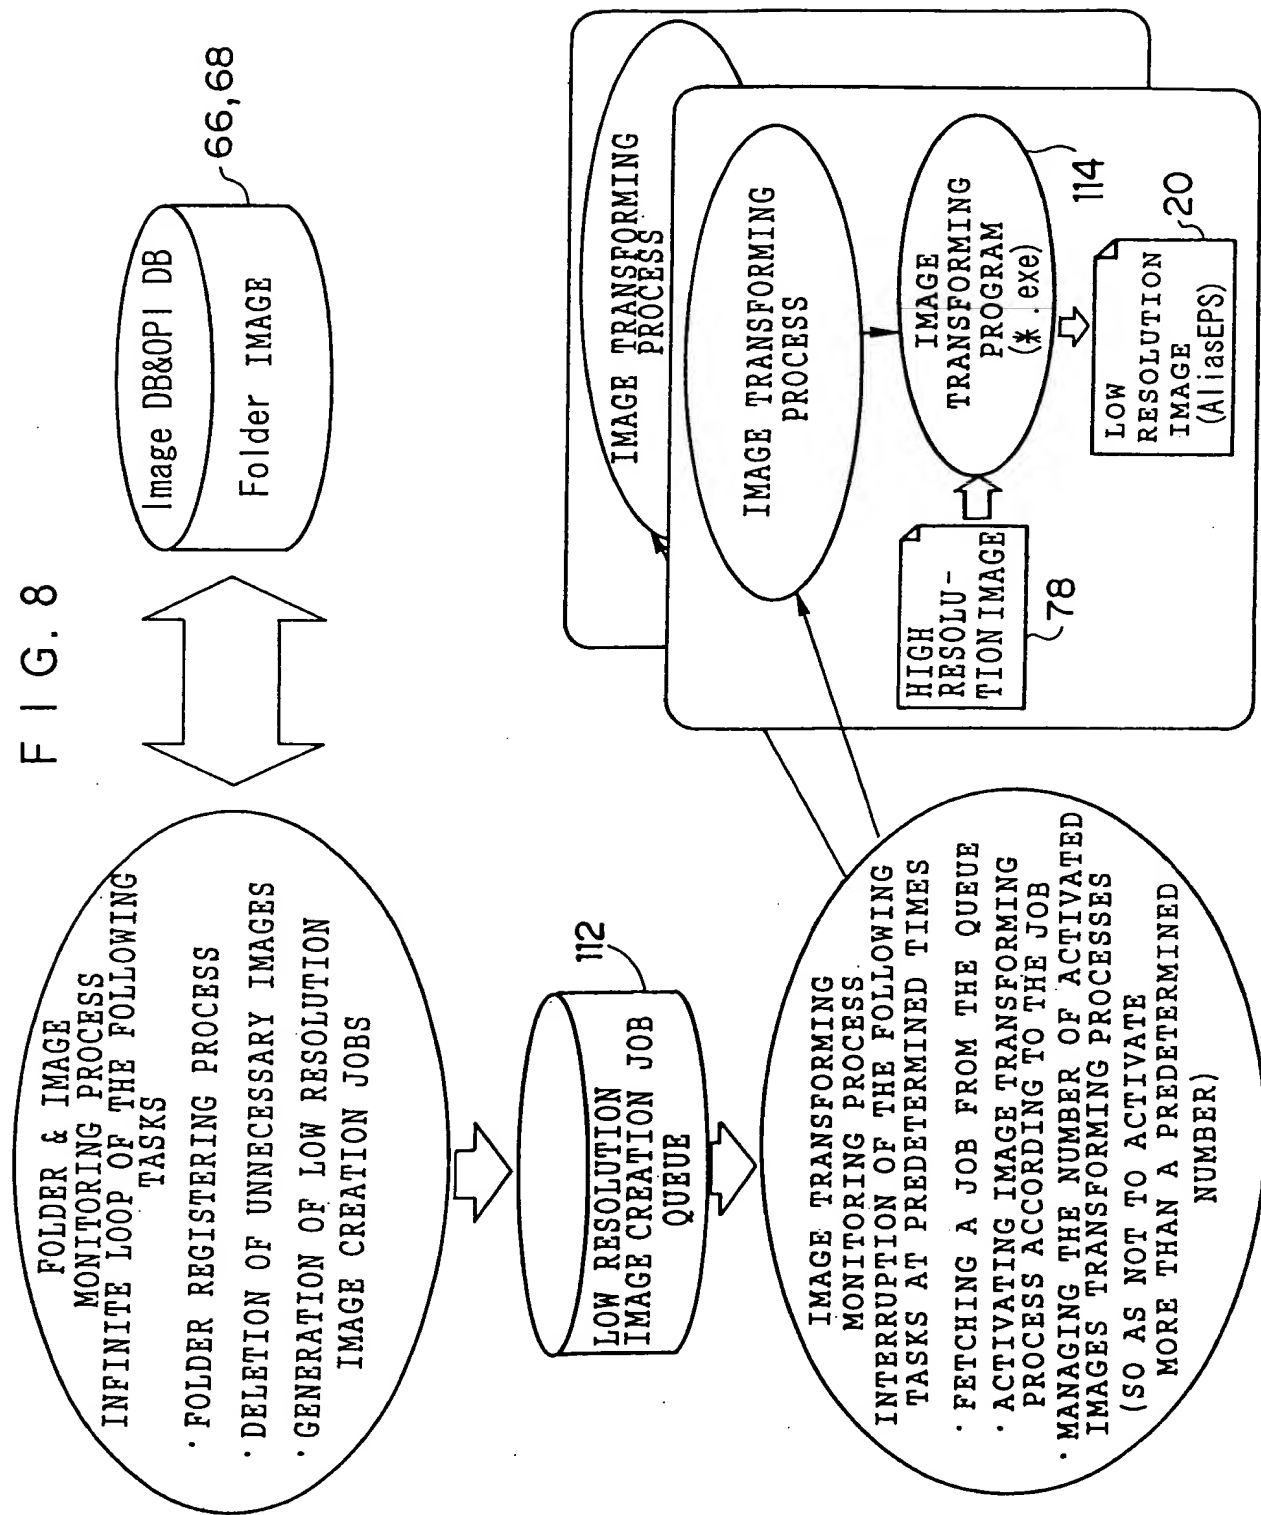 F I G. 8
FOLDER & IMAGE
MONITORING PROCESS
INFINITE LOOP OF THE FOLLOWING
TASKS
· FOLDER REGISTERING PROCESS
· DELETION OF UNNECESSARY IMAGES
· GENERATION OF LOW RESOLUTION
IMAGE CREATION JOBS
Image DB&OPI DB
Folder IMAGE
66,68
LOW RESOLUTION
IMAGE CREATION JOB
QUEUE
112
IMAGE TRANSFORMING
MONITORING PROCESS
INTERRUPTION OF THE FOLLOWING
TASKS AT PREDETERMINED TIMES
· FETCHING A JOB FROM THE QUEUE
· ACTIVATING IMAGE TRANSFORMING
PROCESS ACCORDING TO THE JOB
· MANAGING THE NUMBER OF ACTIVATED
IMAGES TRANSFORMING PROCESSES
(SO AS NOT TO ACTIVATE
MORE THAN A PREDETERMINED
NUMBER)
IMAGE TRANSFORMING
PROCESS
IMAGE TRANSFORMING
PROCESS
HIGH
RESOLU-
TION IMAGE
78
IMAGE
TRANSFORMING
PROGRAM
(*.exe)
114
LOW
RESOLUTION
IMAGE
(AliasEPS)
20